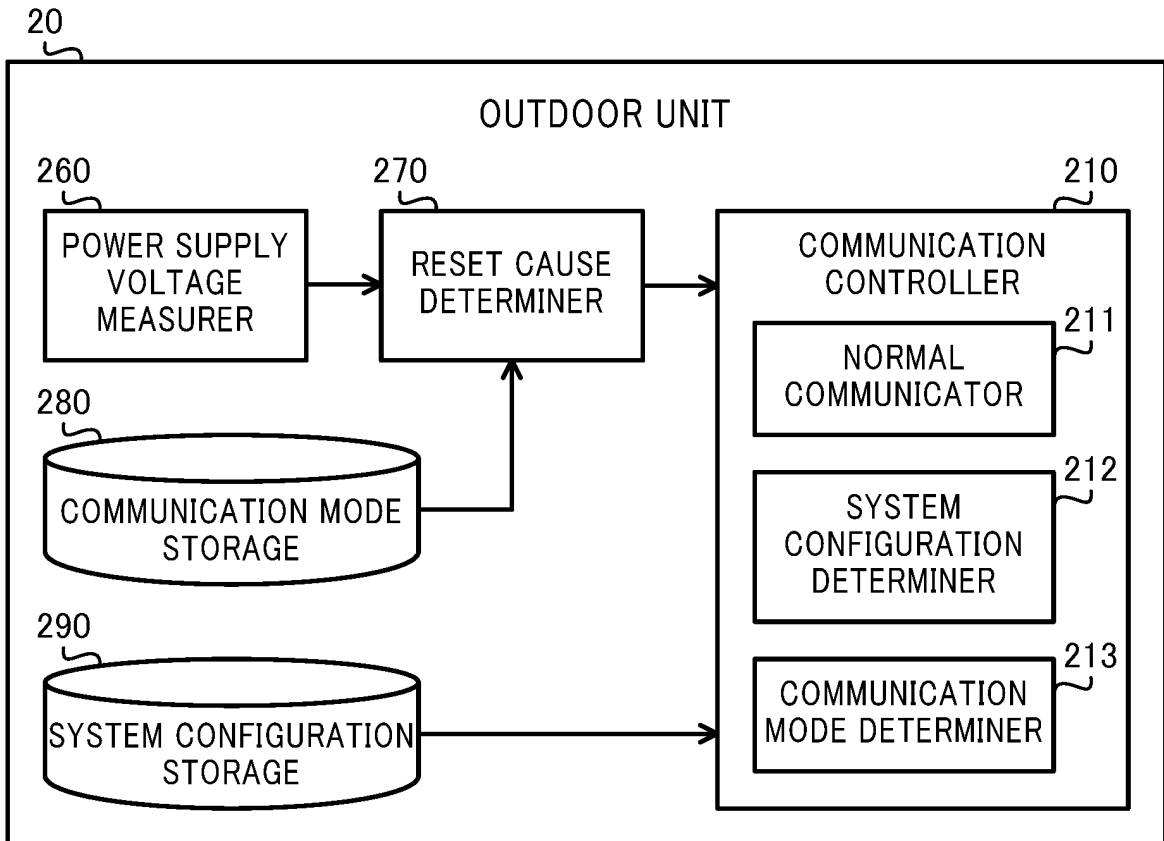 20
OUTDOOR UNIT
260
POWER SUPPLY
VOLTAGE
MEASURER
270
RESET CAUSE
DETERMINER
210
COMMUNICATION
CONTROLLER
211
NORMAL
COMMUNICATOR
212
SYSTEM
CONFIGURATION
DETERMINER
213
COMMUNICATION
MODE DETERMINER
280
COMMUNICATION MODE
STORAGE
290
SYSTEM CONFIGURATION
STORAGE